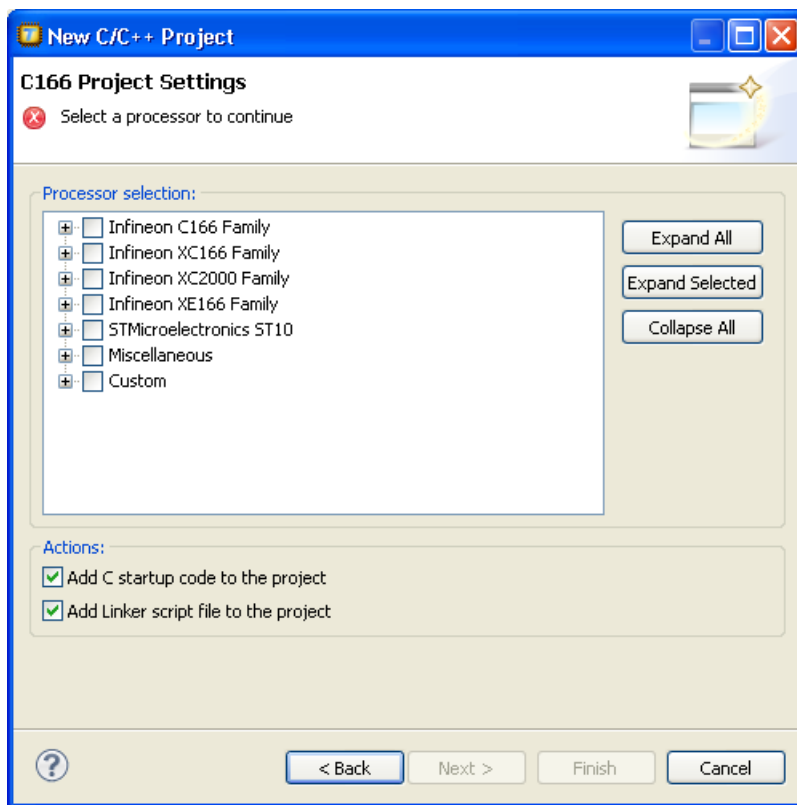 New C/C++ Project
C166 Project Settings
Select a processor to continue
Processor selection:
Infineon C166 Family
Infineon XC166 Family
Infineon XC2000 Family
Infineon XE166 Family
STMicroelectronics ST10
Miscellaneous
Custom
Expand All
Expand Selected
Collapse All
Actions:
Add C startup code to the project
Add Linker script file to the project
? < Back Next > Finish Cancel